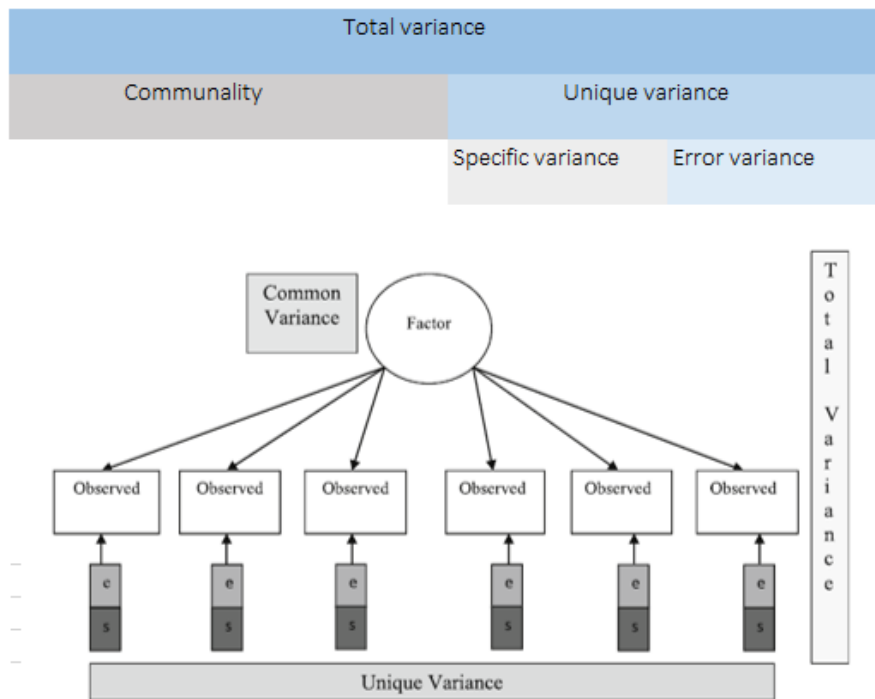 Total variance
Communality Unique variance
Specific variance Error variance
Common
Variance
Factor
Observed Observed Observed Observed Observed Observed
e e e e e e
s s s s s s
Unique Variance
Total Variance